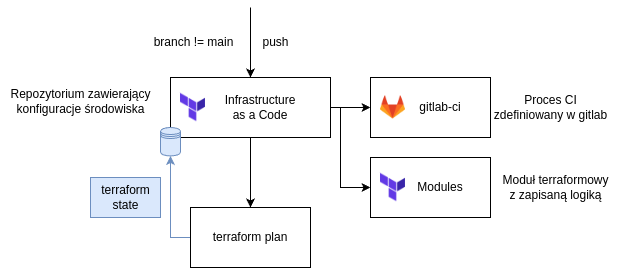 branch != main
push
Repozytorium zawierający
konfiguracje środowiska
Infrastructure
as a Code
gitlab-ci
Proces CI
zdefiniowany w gitlab
terraform
state
Modules
Moduł terraformowy
z zapisaną logiką
terraform plan